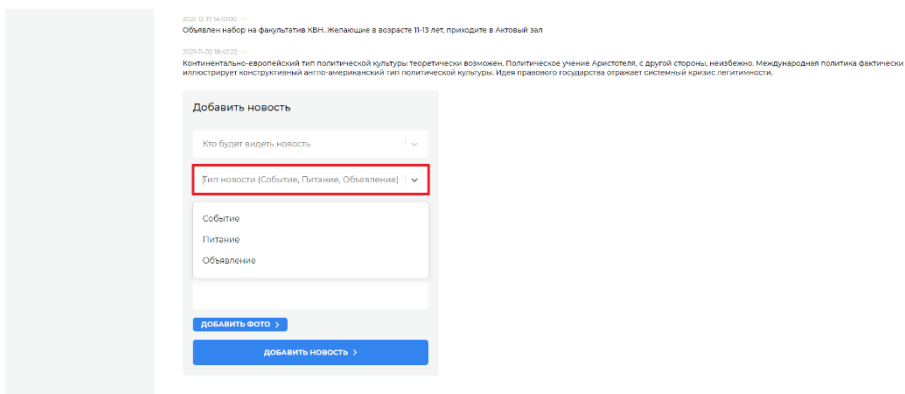 2021-12-17 14:10:00
Объявлен набор на факультатив КВН. Желающие в возрасте 11-13 лет, приходите в Актовый зал
2021-11-02 18:42:22
Континентально-европейский тип политической культуры теоретически возможен. Политическое учение Аристотеля, с другой стороны, неизбежно. Международная политика фактически
иллюстрирует конструктивный англо-американский тип политической культуры. Идея правового государства отражает системный кризис легитимности.
Добавить новость
Кто будет видеть новость
Тип новости (Событие, Питание, Объявление)
Событие
Питание
Объявление
ДОБАВИТЬ ФОТО >
ДОБАВИТЬ НОВОСТЬ >